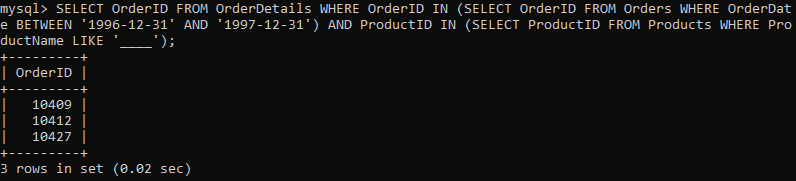 mysql> SELECT OrderID FROM OrderDetails WHERE OrderID IN (SELECT OrderID FROM Orders WHERE OrderDat
e BETWEEN '1996-12-31' AND '1997-12-31') AND ProductID IN (SELECT ProductID FROM Products WHERE Pro
ductName LIKE '____');
+---------+
| OrderID |
+---------+
|   10409 |
|   10412 |
|   10427 |
+---------+
3 rows in set (0.02 sec)